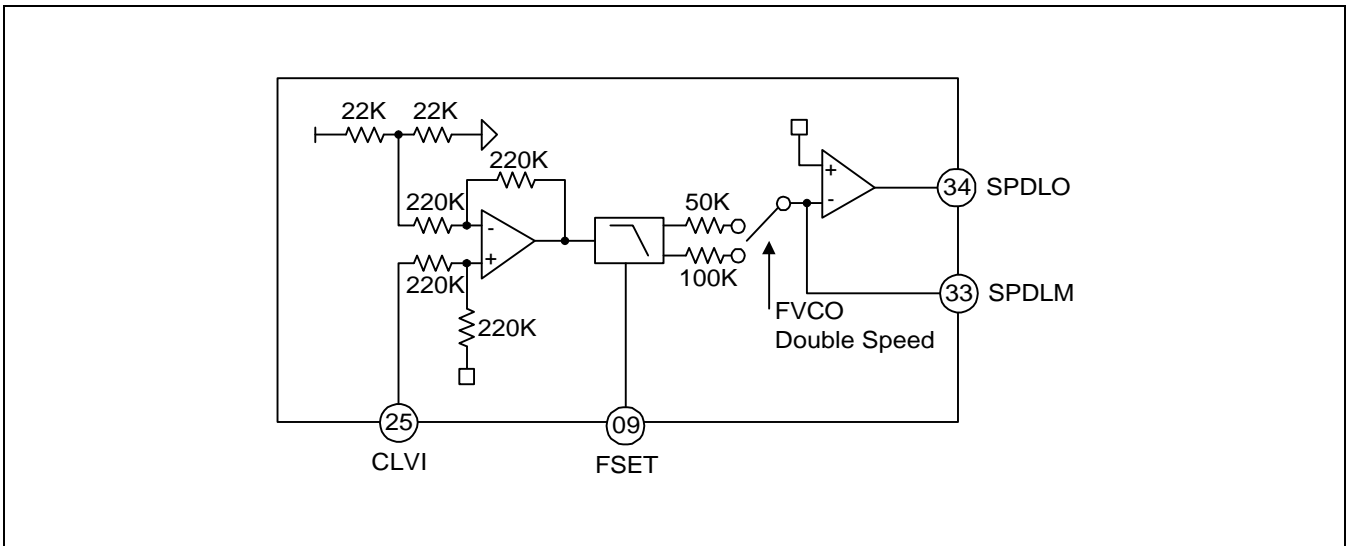 22K 22K
220K
220K
220K
220K
-
+
50K
100K
+
-
34 SPDLO
33 SPDLM
FVCO
Double Speed
25
CLVI
09
FSET